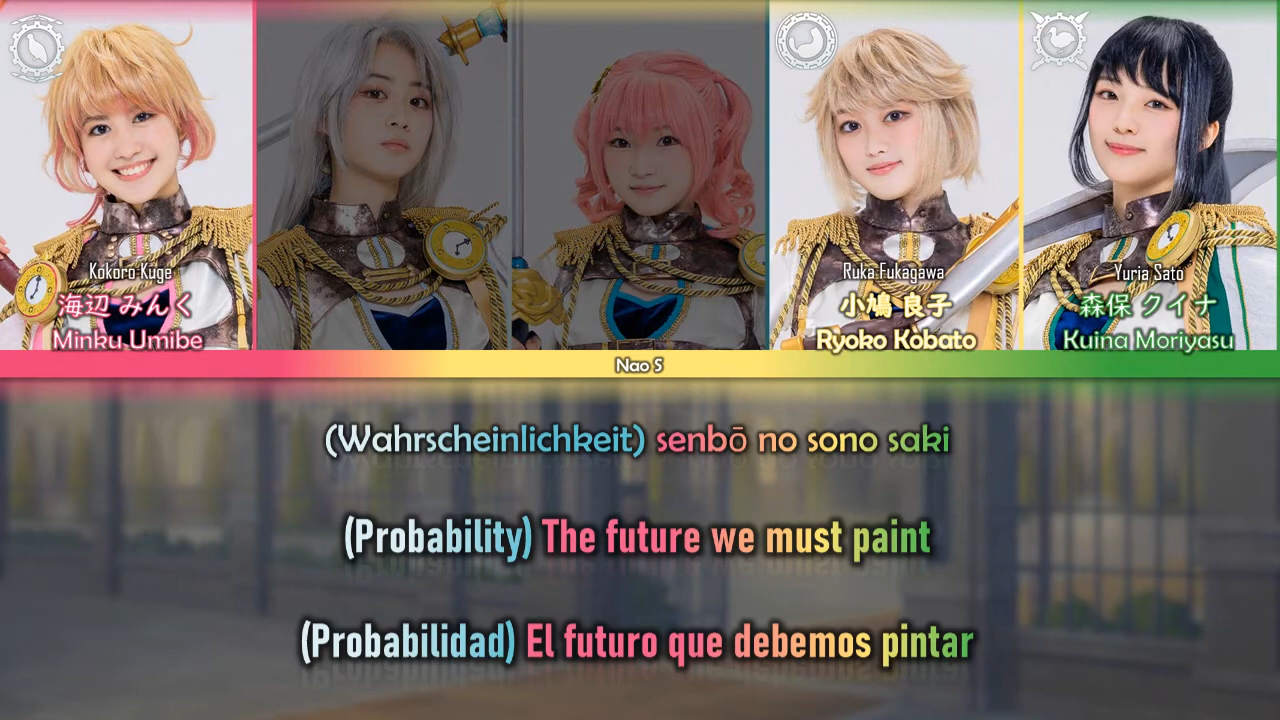 Kokoro Kuge
海辺 みんく
Minku Umibe
Ruka Fukagawa
小鳩 良子
Ryoko Kobato
Yuria Sato
森保 クイナ
Kuina Moriyasu
Nao S
(Wahrscheinlichkeit) senbō no sono saki
(Probability) The future we must paint
(Probabilidad) El futuro que debemos pintar